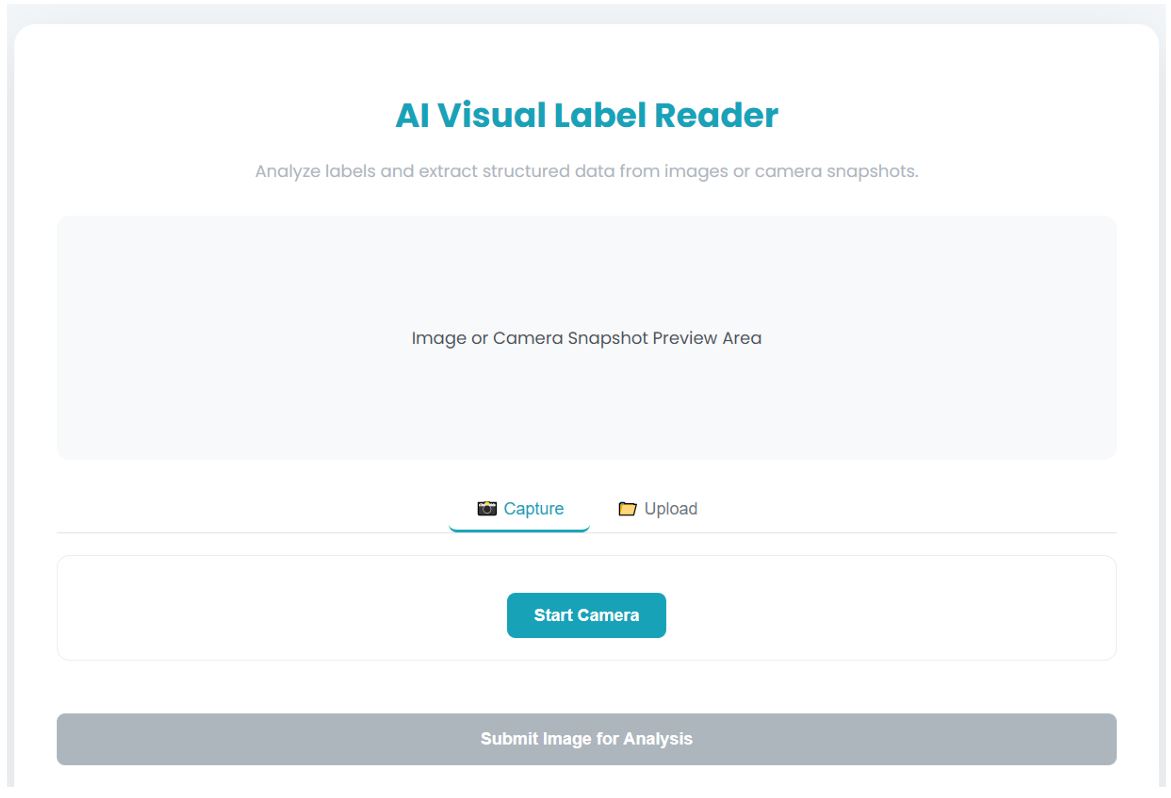 AI Visual Label Reader
Analyze labels and extract structured data from images or camera snapshots.
Image or Camera Snapshot Preview Area
Capture
Upload
Start Camera
Submit Image for Analysis